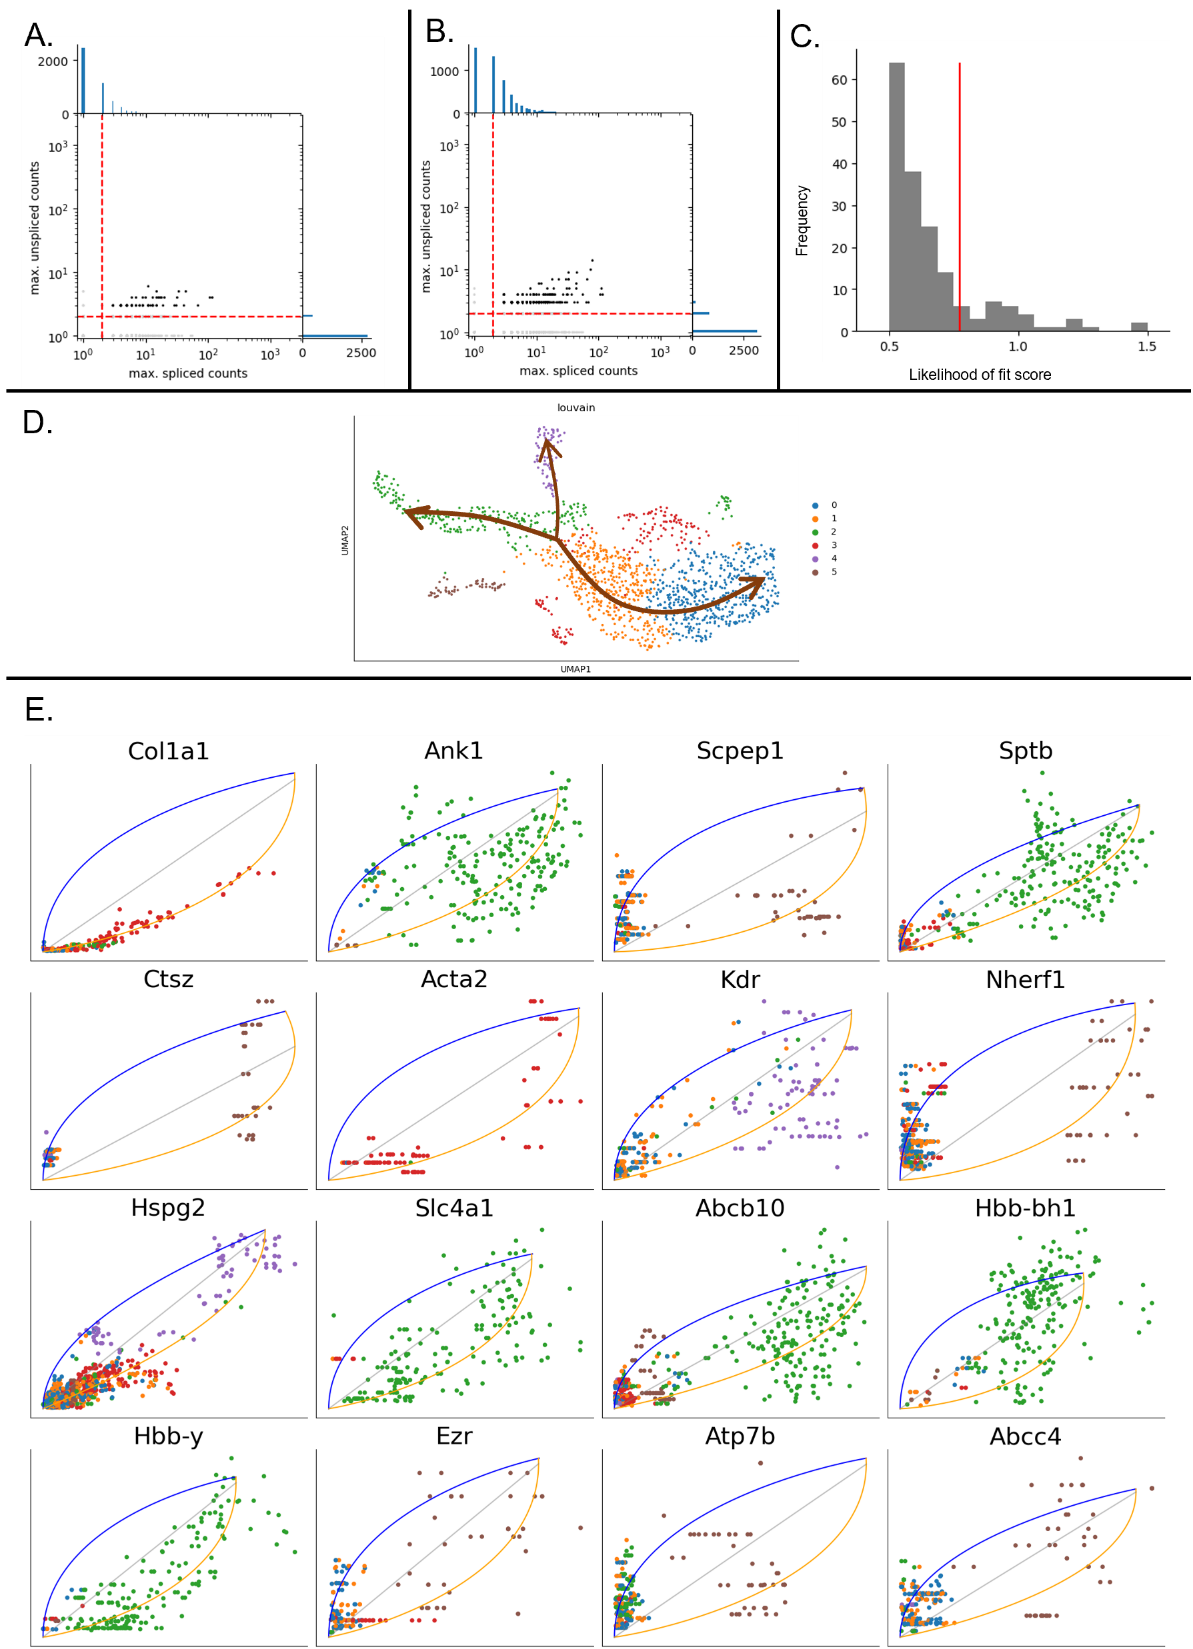 A.
2000
0
10³
10²
10¹
10⁰
max. unspliced counts
10⁰ 10¹ 10² 10³ 0 2500
max. spliced counts
B.
1000
0
10³
10²
10¹
10⁰
max. unspliced counts
10⁰ 10¹ 10² 10³ 0 2500
max. spliced counts
C.
60
50
40
30
20
10
0
Frequency
0.5 1.0 1.5
Likelihood of fit score
D.
louvain
UMAP2
UMAP1
0
1
2
3
4
5
E.
Col1a1 Ank1 Scpep1 Sptb
Ctsz Acta2 Kdr Nherf1
Hspg2 Slc4a1 Abcb10 Hbb-bh1
Hbb-y Ezr Atp7b Abcc4